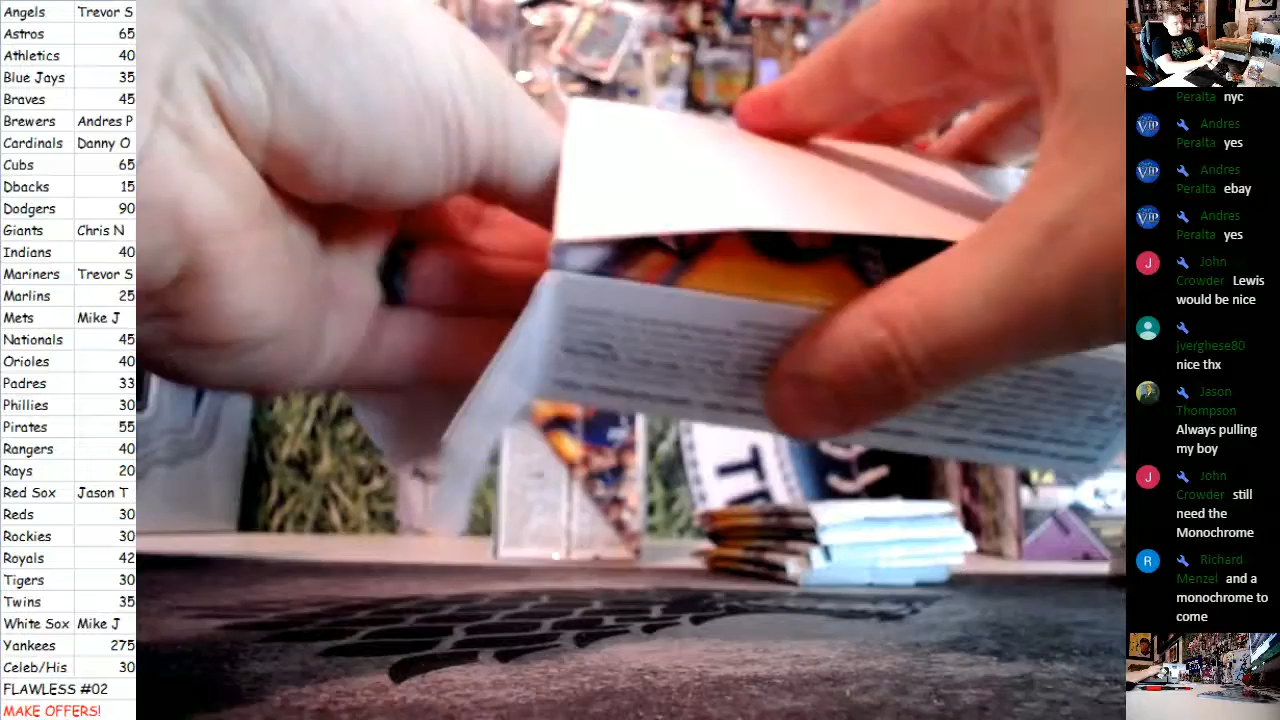 Angels Trevor S
Astros 65
Athletics 40
Blue Jays 35
Braves 45
Brewers Andres P
Cardinals Danny O
Cubs 65
Dbacks 15
Dodgers 90
Giants Chris N
Indians 40
Mariners Trevor S
Marlins 25
Mets Mike J
Nationals 45
Orioles 40
Padres 33
Phillies 30
Pirates 55
Rangers 40
Rays 20
Red Sox Jason T
Reds 30
Rockies 30
Royals 42
Tigers 30
Twins 35
White Sox Mike J
Yankees 275
Celeb/His 30
FLAWLESS #02
MAKE OFFERS!
Peralta nyc
VIP Andres
Peralta yes
VIP Andres
Peralta ebay
VIP Andres
Peralta yes
J John
Crowder Lewis
would be nice
jverghese80
nice thx
Jason
Thompson
Always pulling
my boy
J John
Crowder still
need the
Monochrome
R Richard
Menzel and a
monochrome to
come